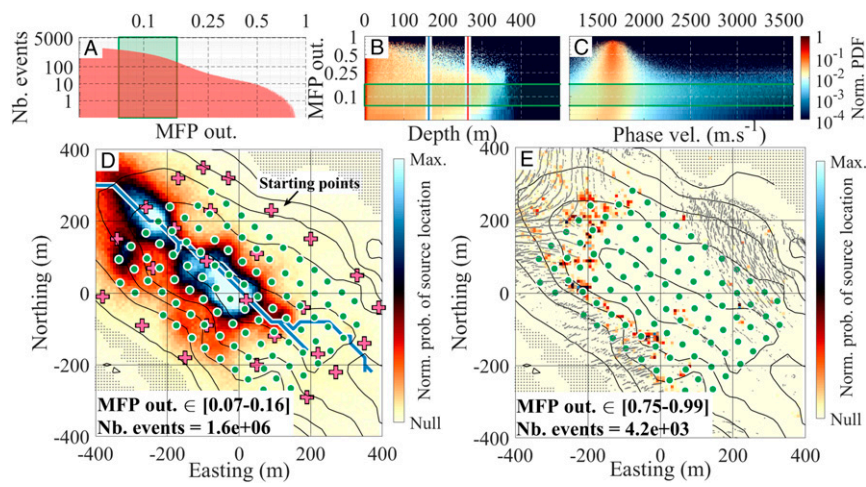 0.1 0.25 0.5 1
5000
100
10
1
A
Nb. events
MFP out.
0 100 200 300 400
1
0.5
0.25
0.1
B
MFP out.
Depth (m)
1500 2000 2500 3000 3500
C
Phase vel. (m.s⁻¹)
1
10⁻¹
10⁻²
10⁻³
10⁻⁴
Norm. PDF
400
200
0
-200
-400
D
Northing (m)
Starting points
MFP out. ∈ [0.07-0.16]
Nb. events = 1.6e+06
-400 -200 0 200 400
Easting (m)
Max.
Norm. prob. of source location
Null
400
200
0
-200
-400
E
Northing (m)
MFP out. ∈ [0.75-0.99]
Nb. events = 4.2e+03
-400 -200 0 200 400
Easting (m)
Max.
Norm. prob. of source location
Null